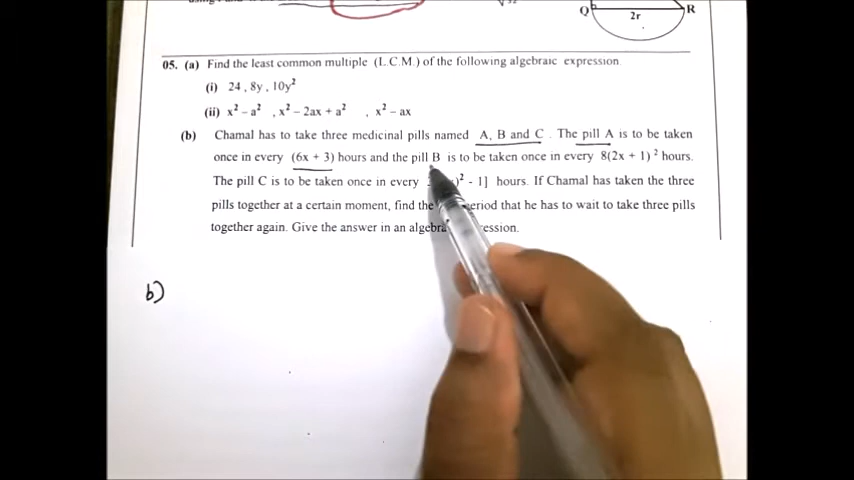 Q R
2r
05. (a) Find the least common multiple (L.C.M.) of the following algebraic expression.
(i) 24 , 8y , 10y²
(ii) x² – a² , x² – 2ax + a² , x² – ax
(b) Chamal has to take three medicinal pills named A, B and C . The pill A is to be taken
once in every (6x + 3) hours and the pill B is to be taken once in every 8(2x + 1) ² hours.
The pill C is to be taken once in every )² - 1] hours. If Chamal has taken the three
pills together at a certain moment, find the that he has to wait to take three pills
together again. Give the answer in an
b)